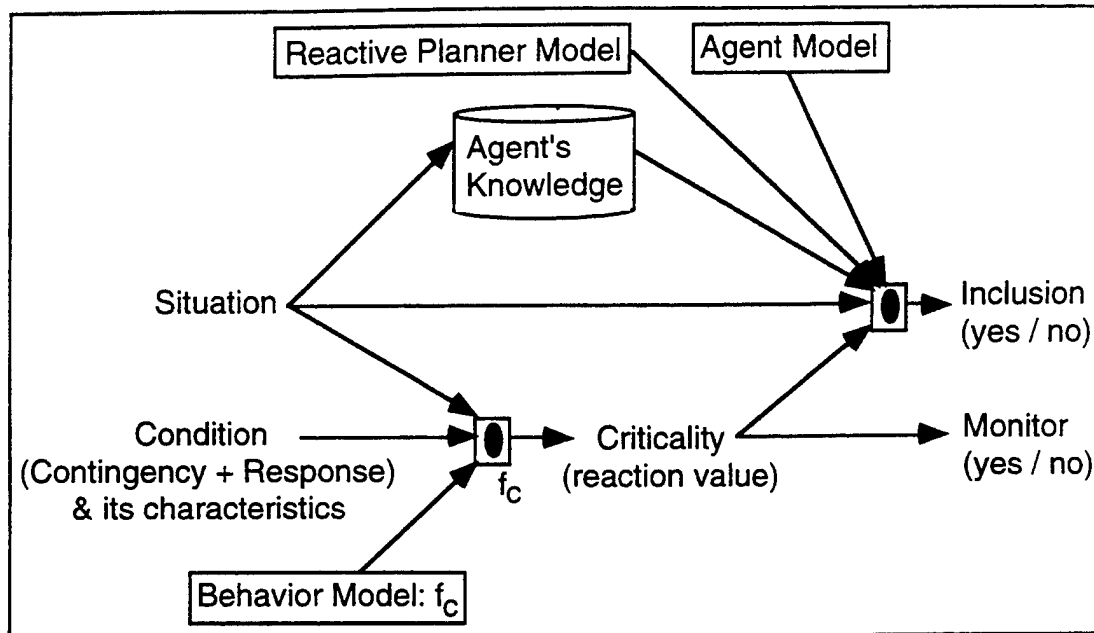 Reactive Planner Model
Agent Model
Agent's
Knowledge
Situation
Inclusion
(yes / no)
Condition
(Contingency + Response)
& its characteristics
f_c
Criticality
(reaction value)
Monitor
(yes / no)
Behavior Model: f_c